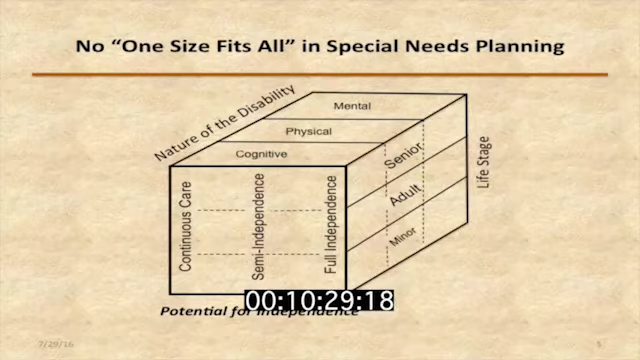 No “One Size Fits All” in Special Needs Planning
Nature of the Disability
Mental
Physical
Cognitive
Senior
Adult
Minor
Life Stage
Continuous Care
Semi-Independence
Full Independence
00:10:29:18
Potential for Independence
7/29/16
5